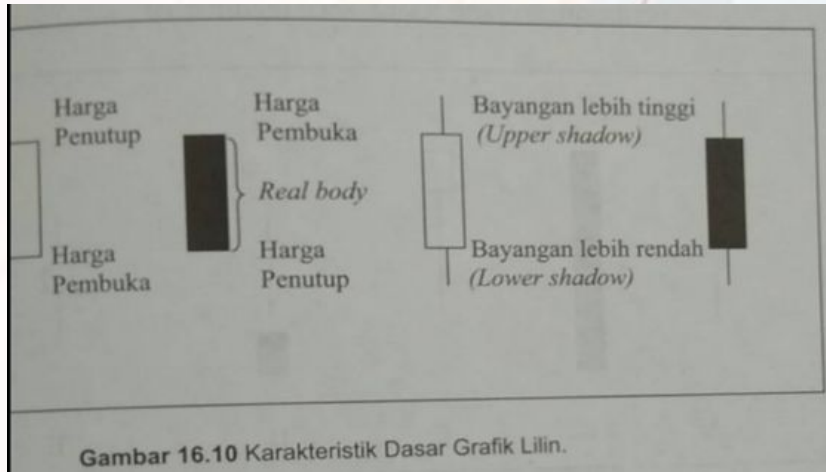 Harga
Penutup
Harga
Pembuka
Harga
Pembuka
Real body
Harga
Penutup
Bayangan lebih tinggi
(Upper shadow)
Bayangan lebih rendah
(Lower shadow)
Gambar 16.10 Karakteristik Dasar Grafik Lilin.